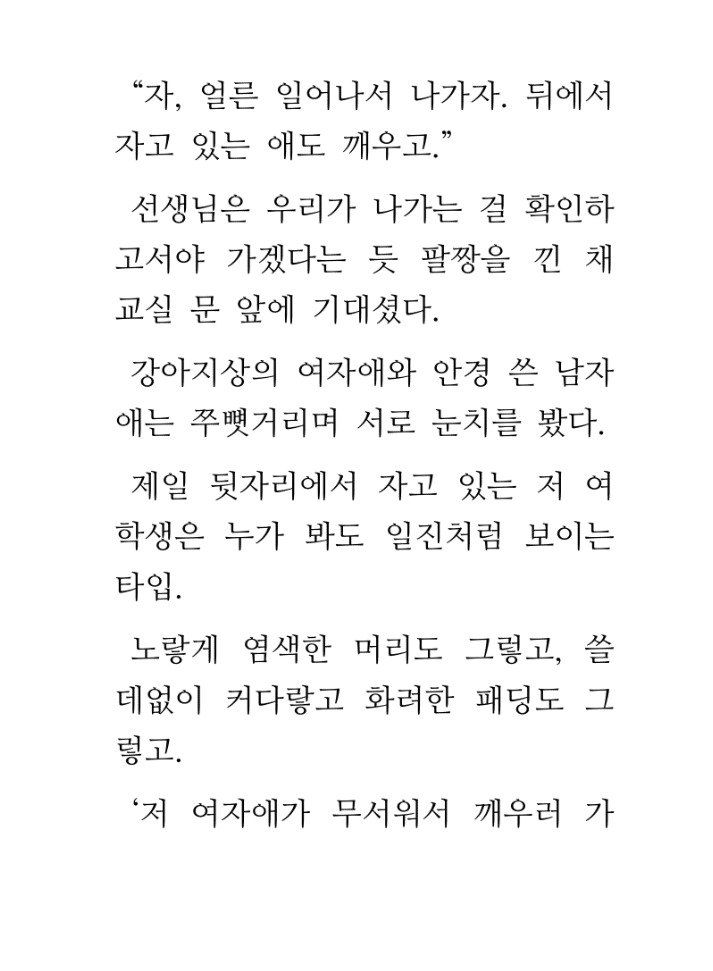 “자, 얼른 일어나서 나가자. 뒤에서
자고 있는 애도 깨우고.”
선생님은 우리가 나가는 걸 확인하
고서야 가겠다는 듯 팔짱을 낀 채
교실 문 앞에 기대셨다.
강아지상의 여자애와 안경 쓴 남자
애는 쭈뼛거리며 서로 눈치를 봤다.
제일 뒷자리에서 자고 있는 저 여
학생은 누가 봐도 일진처럼 보이는
타입.
노랗게 염색한 머리도 그렇고, 쓸
데없이 커다랗고 화려한 패딩도 그
렇고.
‘저 여자애가 무서워서 깨우러 가